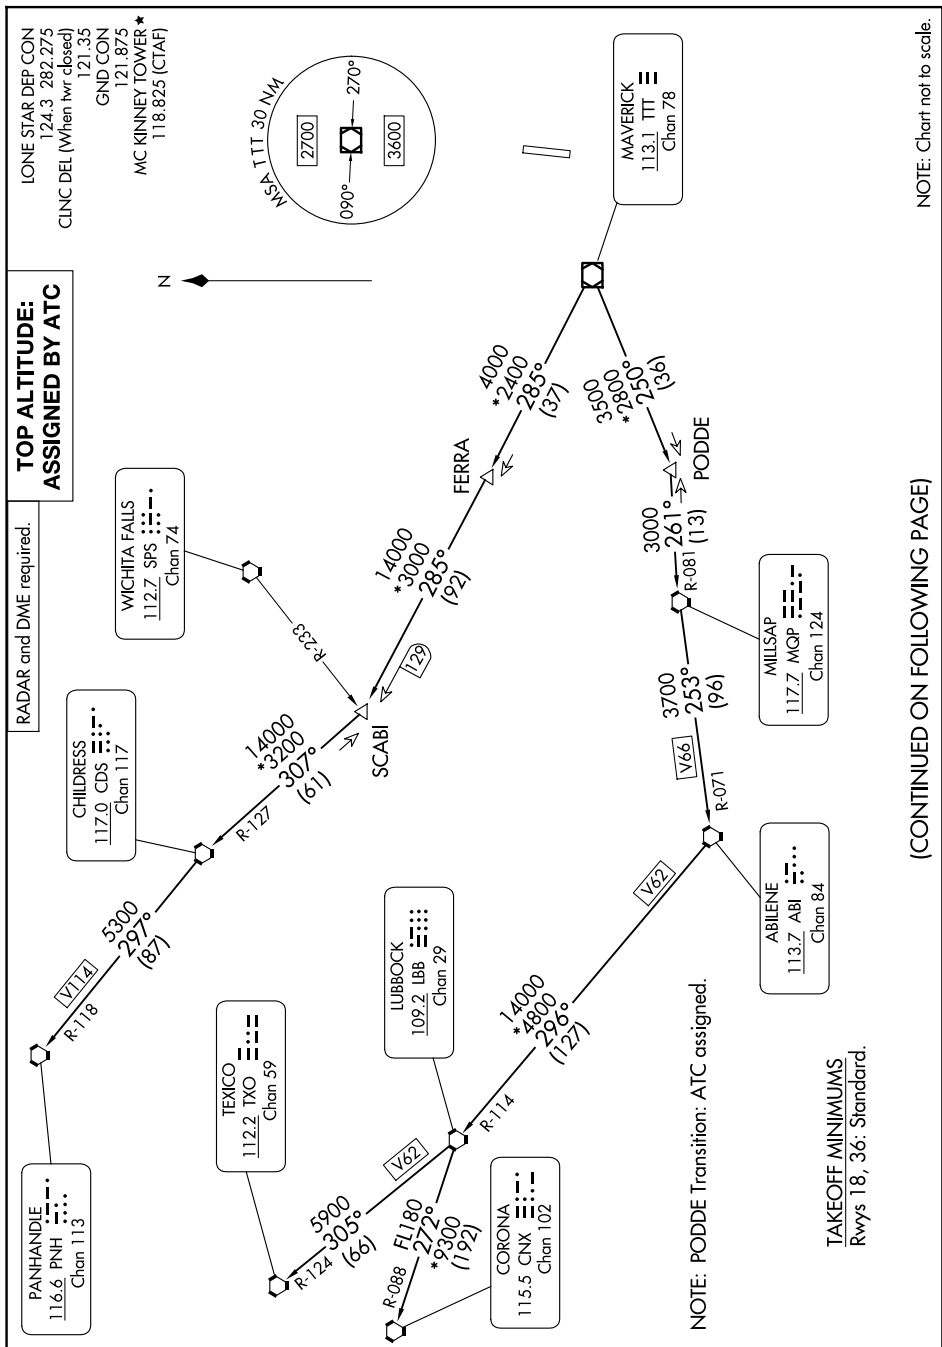 LONE STAR DEP CON
124.3 282.275
CLNC DEL (When twr closed)
121.35
GND CON
121.875
MC KINNEY TOWER ★
118.825 (CTAF)
TOP ALTITUDE:
ASSIGNED BY ATC
RADAR and DME required.
MSA TTT 30 NM
2700
090°
270°
3600
N
MAVERICK
113.1 TTT
Chan 78
WICHITA FALLS
112.7 SPS
Chan 74
CHILDRESS
117.0 CDS
Chan 117
PANHANDLE
116.6 PNH
Chan 113
5300
297°
(87)
V114
R-118
14000
*3200
307°
(61)
R-127
R-233
SCABI
129
14000
*3000
285°
(92)
FERRA
4000
*2400
285°
(37)
3500
*2800
250°
(36)
PODDE
3000
261°
(13)
R-081
MILLSAP
117.7 MQP
Chan 124
3700
253°
(96)
V66
R-071
ABILENE
113.7 ABI
Chan 84
V62
14000
*4800
296°
(127)
R-114
LUBBOCK
109.2 LBB
Chan 29
TEXICO
112.2 TXO
Chan 59
V62
5900
305°
(66)
R-124
FL180
272°
*9300
(192)
R-088
CORONA
115.5 CNX
Chan 102
NOTE: PODDE Transition: ATC assigned.
TAKEOFF MINIMUMS
Rwys 18, 36: Standard.
(CONTINUED ON FOLLOWING PAGE)
NOTE: Chart not to scale.